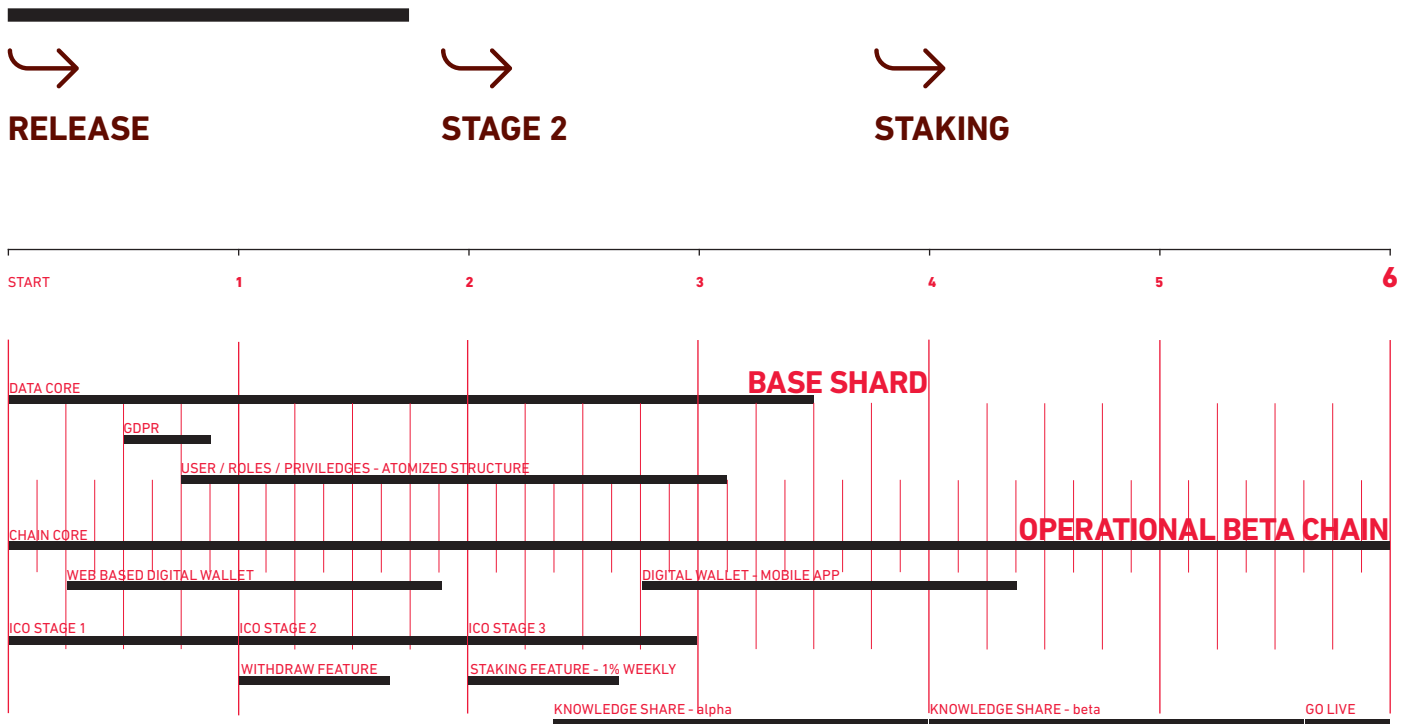 RELEASE
STAGE 2
STAKING
START
1
2
3
4
5
6
DATA CORE
BASE SHARD
GDPR
USER / ROLES / PRIVILEDGES - ATOMIZED STRUCTURE
CHAIN CORE
OPERATIONAL BETA CHAIN
WEB BASED DIGITAL WALLET
DIGITAL WALLET - MOBILE APP
ICO STAGE 1
ICO STAGE 2
ICO STAGE 3
WITHDRAW FEATURE
STAKING FEATURE - 1% WEEKLY
KNOWLEDGE SHARE - alpha
KNOWLEDGE SHARE - beta
GO LIVE